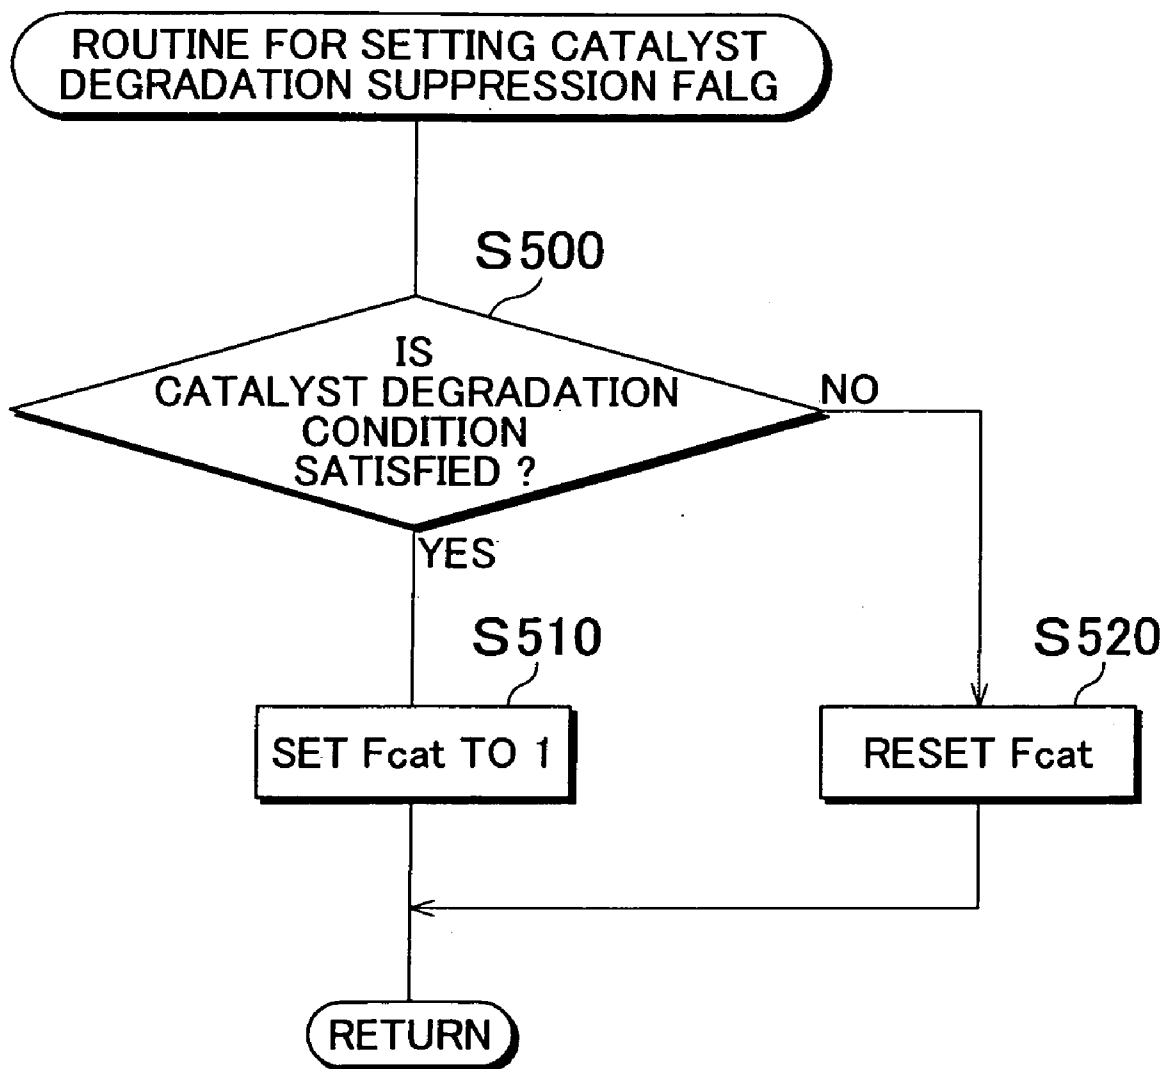 ROUTINE FOR SETTING CATALYST
DEGRADATION SUPPRESSION FALG
S500
IS
CATALYST DEGRADATION
CONDITION
SATISFIED ?
NO
YES
S510
S520
SET Fcat TO 1
RESET Fcat
RETURN